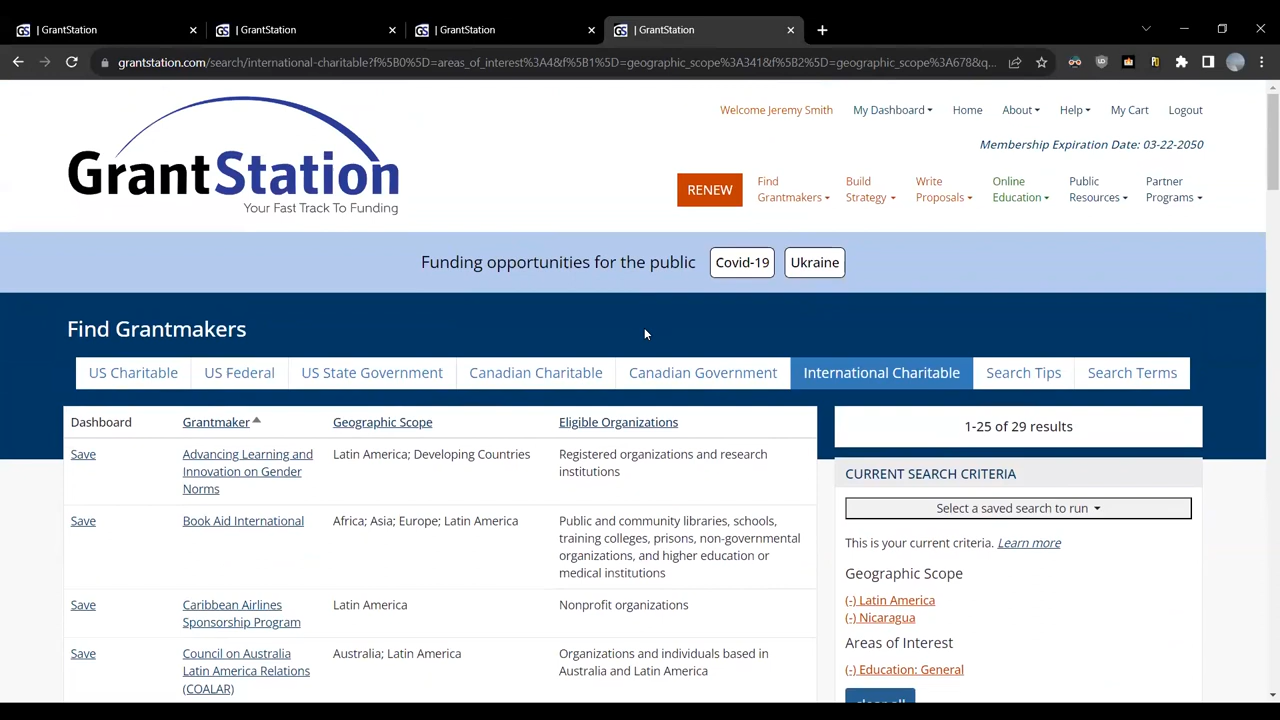 | GrantStation
| GrantStation
| GrantStation
| GrantStation
grantstation.com/search/international-charitable?f%5B0%5D=areas_of_interest%3A4&f%5B1%5D=geographic_scope%3A341&f%5B2%5D=geographic_scope%3A678&q...
GrantStation
Your Fast Track To Funding
Welcome Jeremy Smith
My Dashboard
Home
About
Help
My Cart
Logout
Membership Expiration Date: 03-22-2050
RENEW
Find
Grantmakers
Build
Strategy
Write
Proposals
Online
Education
Public
Resources
Partner
Programs
Funding opportunities for the public
Covid-19
Ukraine
Find Grantmakers
US Charitable
US Federal
US State Government
Canadian Charitable
Canadian Government
International Charitable
Search Tips
Search Terms
Dashboard
Grantmaker
Geographic Scope
Eligible Organizations
Save
Advancing Learning and
Innovation on Gender
Norms
Latin America; Developing Countries
Registered organizations and research
institutions
Save
Book Aid International
Africa; Asia; Europe; Latin America
Public and community libraries, schools,
training colleges, prisons, non-governmental
organizations, and higher education or
medical institutions
Save
Caribbean Airlines
Sponsorship Program
Latin America
Nonprofit organizations
Save
Council on Australia
Latin America Relations
(COALAR)
Australia; Latin America
Organizations and individuals based in
Australia and Latin America
1-25 of 29 results
CURRENT SEARCH CRITERIA
Select a saved search to run
This is your current criteria. Learn more
Geographic Scope
(-) Latin America
(-) Nicaragua
Areas of Interest
(-) Education: General
clear all